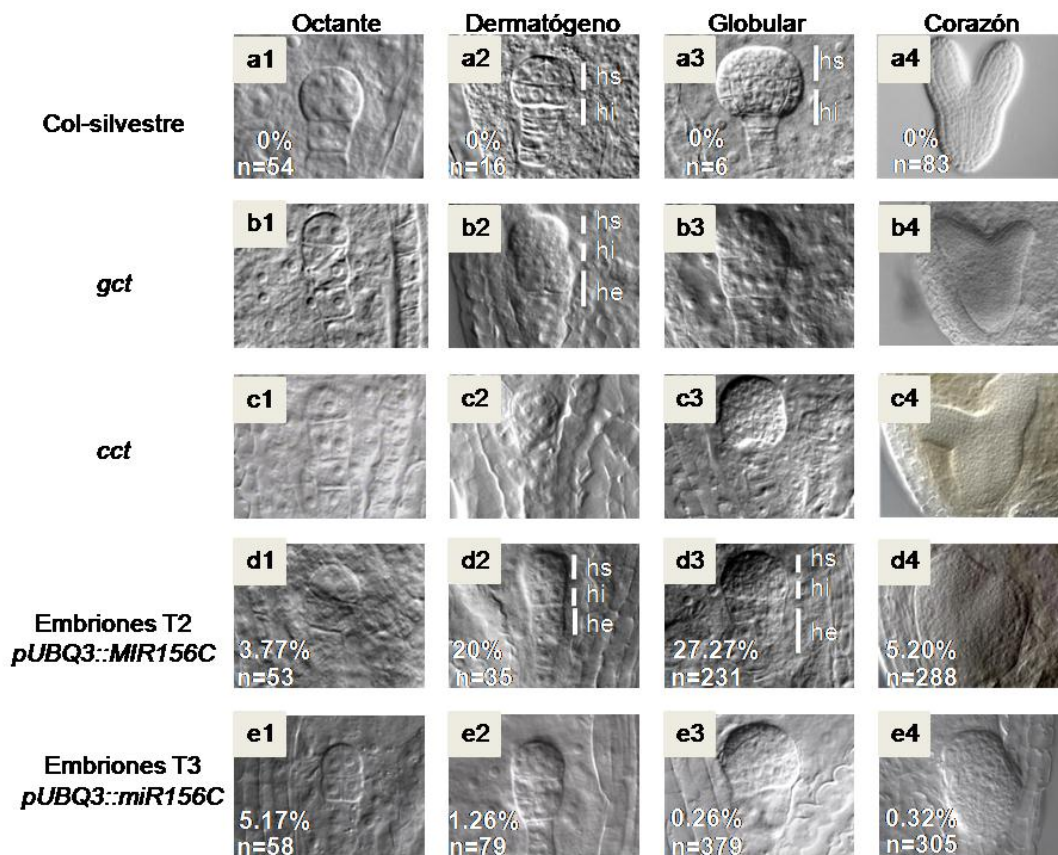 Octante
Dermatógeno
Globular
Corazón
Col-silvestre
a1
0%
n=54
a2
hs
hi
0%
n=16
a3
hs
hi
0%
n=6
a4
0%
n=83
gct
b1
b2
hs
hi
he
b3
b4
cct
c1
c2
c3
c4
Embriones T2
pUBQ3::MIR156C
d1
3.77%
n=53
d2
hs
hi
he
20%
n=35
d3
hs
hi
he
27.27%
n=231
d4
5.20%
n=288
Embriones T3
pUBQ3::miR156C
e1
5.17%
n=58
e2
1.26%
n=79
e3
0.26%
n=379
e4
0.32%
n=305